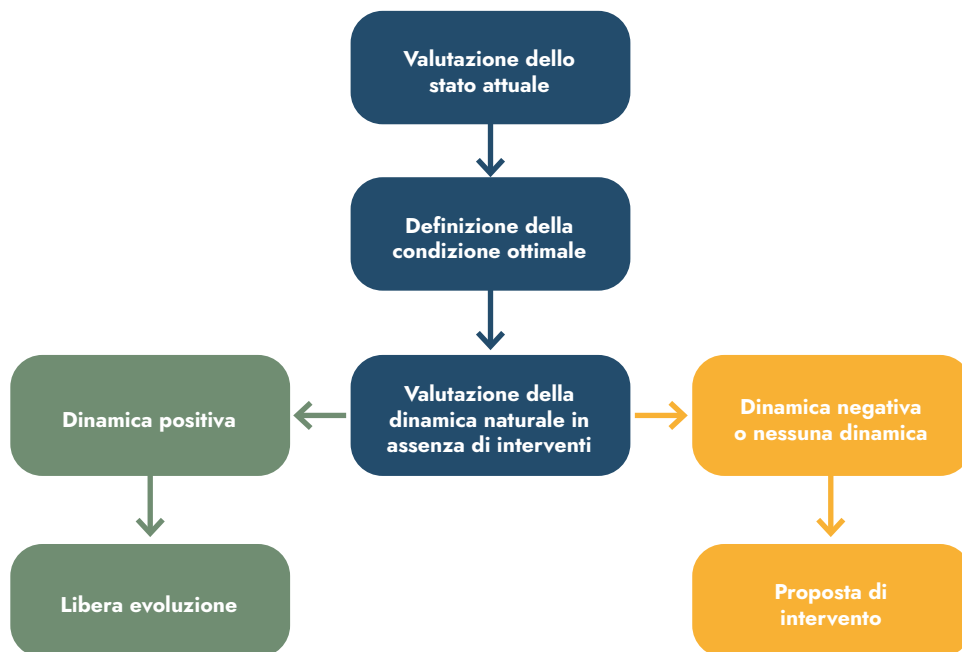 Valutazione dello
stato attuale
Definizione della
condizione ottimale
Dinamica positiva
Valutazione della
dinamica naturale in
assenza di interventi
Dinamica negativa
o nessuna dinamica
Libera evoluzione
Proposta di
intervento